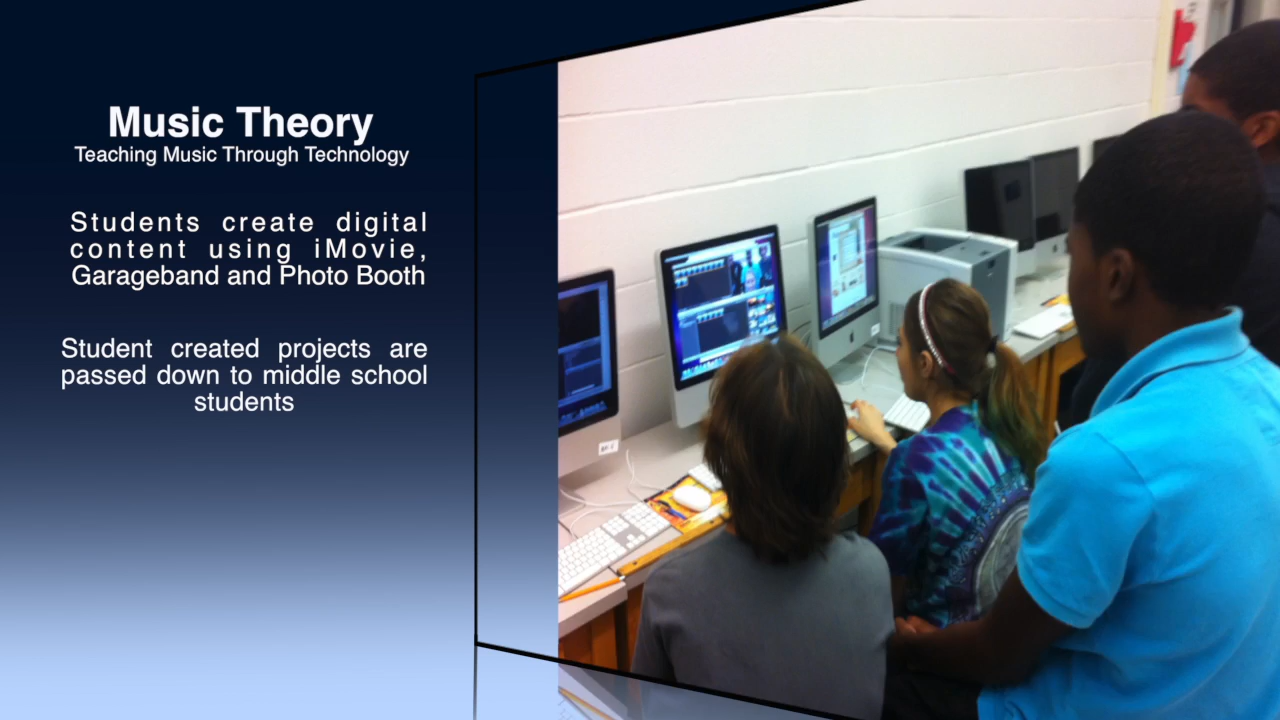 Music Theory
Teaching Music Through Technology
Students create digital
content using iMovie,
Garageband and Photo Booth
Student created projects are
passed down to middle school
students